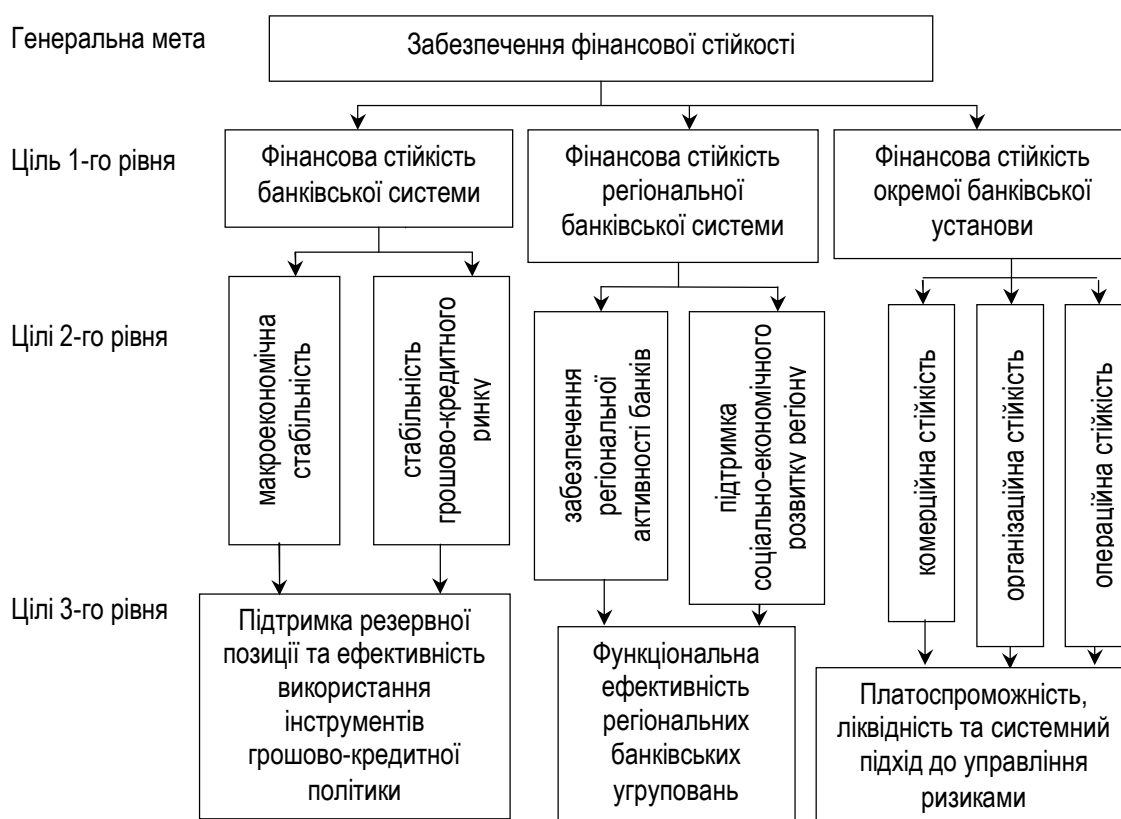 Генеральна мета
Забезпечення фінансової стійкості
Ціль 1-го рівня
Фінансова стійкість
банківської системи
Фінансова стійкість
регіональної
банківської системи
Фінансова стійкість
окремої банківської
установи
Цілі 2-го рівня
макроекономічна
стабільність
стабільність
грошово-кредитного
ринку
забезпечення
регіональної
активності банків
підтримка
соціально-економічного
розвитку регіону
комерційна стійкість
організаційна стійкість
операційна стійкість
Цілі 3-го рівня
Підтримка резервної
позиції та ефективність
використання
інструментів
грошово-кредитної
політики
Функціональна
ефективність
регіональних
банківських
угруповань
Платоспроможність,
ліквідність та системний
підхід до управління
ризиками